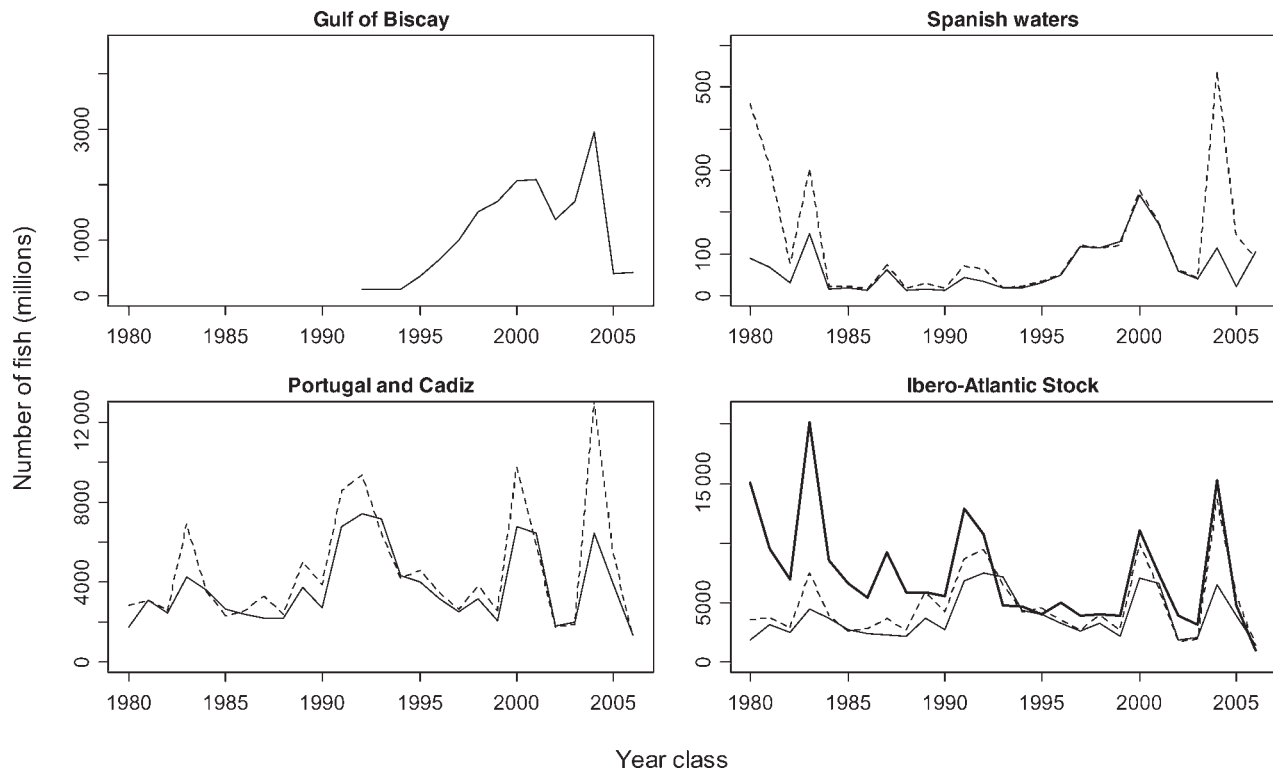 Gulf of Biscay
Spanish waters
0 1000 3000
0 100 300 500
1980 1985 1990 1995 2000 2005
1980 1985 1990 1995 2000 2005
Number of fish (millions)
Portugal and Cadiz
Ibero-Atlantic Stock
0 4000 8000 12 000
0 5000 15 000
1980 1985 1990 1995 2000 2005
1980 1985 1990 1995 2000 2005
Year class